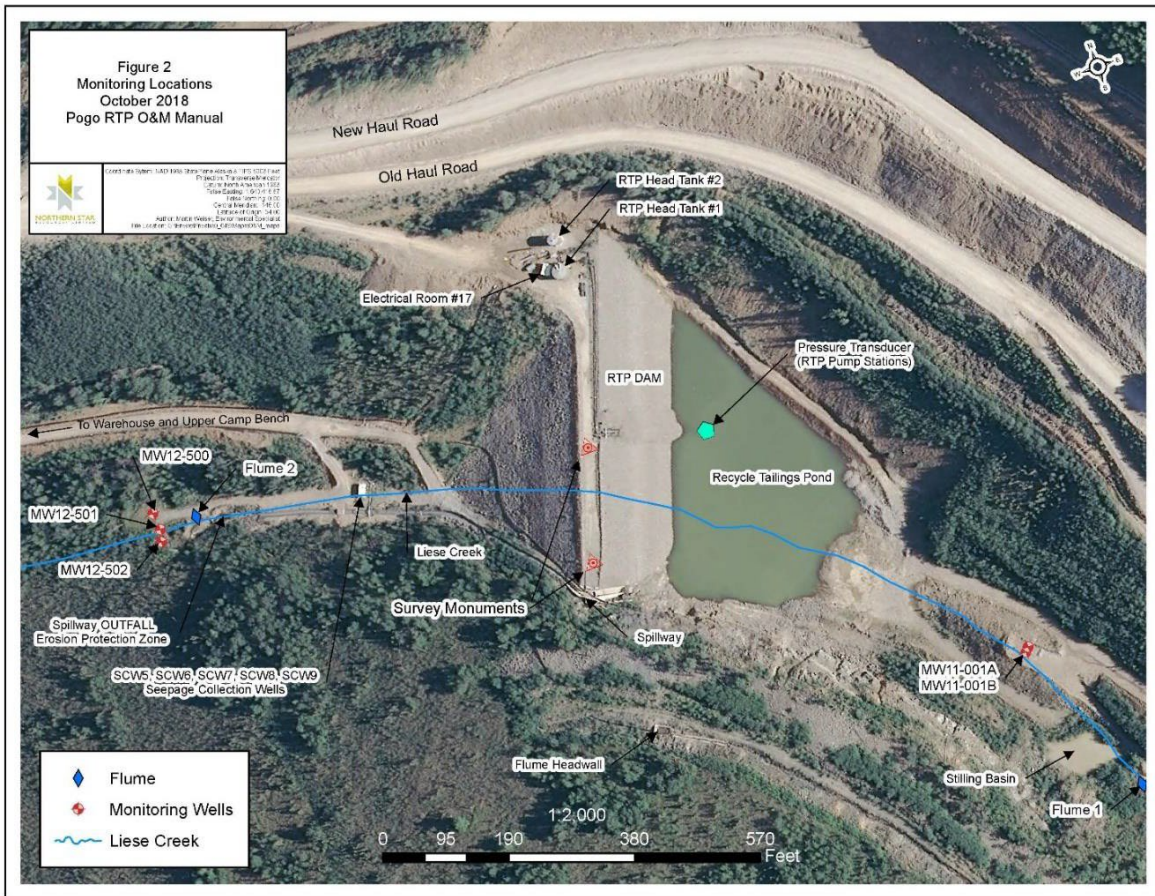 Figure 2
Monitoring Locations
October 2018
Pogo RTP O&M Manual
NORTHERN STAR
N
W
E
S
New Haul Road
Old Haul Road
RTP Head Tank #2
RTP Head Tank #1
Electrical Room #17
Pressure Transducer
(RTP Pump Stations)
RTP DAM
Recycle Tailings Pond
To Warehouse and Upper Camp Bench
MW12-500
Flume 2
MW12-501
MW12-502
Liese Creek
Spillway OUTFALL
Erosion Protection Zone
Survey Monuments
Spillway
SCW5, SCW6, SCW7, SCW8, SCW9
Seepage Collection Wells
MW11-001A
MW11-001B
Flume Headwall
Stilling Basin
Flume 1
Flume
Monitoring Wells
Liese Creek
1:2,000
0 95 190 380 570
Feet